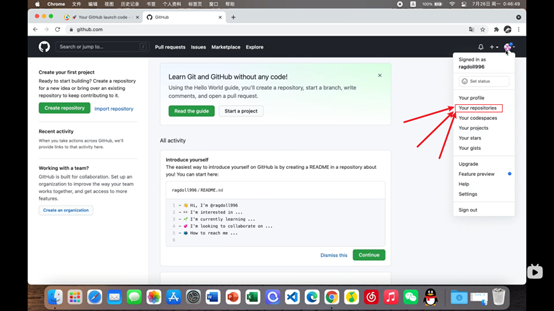 Chrome 文件 编辑 视图 历史记录 书签 个人资料 标签页 窗口 帮助 100% 7月25日 周一 0:46:49
Your GitHub launch code GitHub
github.com
Search or jump to... / Pull requests Issues Marketplace Explore
Signed in as
ragdoll996
Set status
Your profile
Your repositories
Your codespaces
Your projects
Your stars
Your gists
Upgrade
Feature preview
Help
Settings
Sign out
Create your first project
Ready to start building? Create a repository
for a new idea or bring over an existing
repository to keep contributing to it.
Create repository Import repository
Recent activity
When you take actions across GitHub, we'll
provide links to that activity here.
Working with a team?
GitHub is built for collaboration. Set up an
organization to improve the way your team
works together, and get access to more
features.
Create an organization
Learn Git and GitHub without any code!
Using the Hello World guide, you'll create a repository, start a branch, write
comments, and open a pull request.
Read the guide Start a project
All activity
Introduce yourself
The easiest way to introduce yourself on GitHub is by creating a README in a repository about
you! You can start here:
ragdoll996/README.md
1 - 👋 Hi, I'm @ragdoll996
2 - 👀 I'm interested in ...
3 - 🌱 I'm currently learning ...
4 - 💞️ I'm looking to collaborate on ...
5 - 📫 How to reach me ...
6
Dismiss this Continue